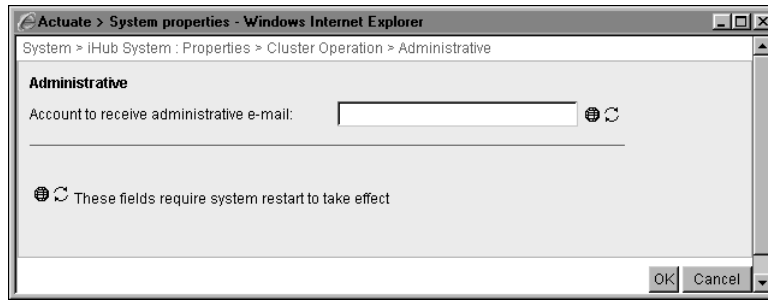 Actuate > System properties - Windows Internet Explorer
System > iHub System : Properties > Cluster Operation > Administrative
Administrative
Account to receive administrative e-mail:
These fields require system restart to take effect
OK Cancel